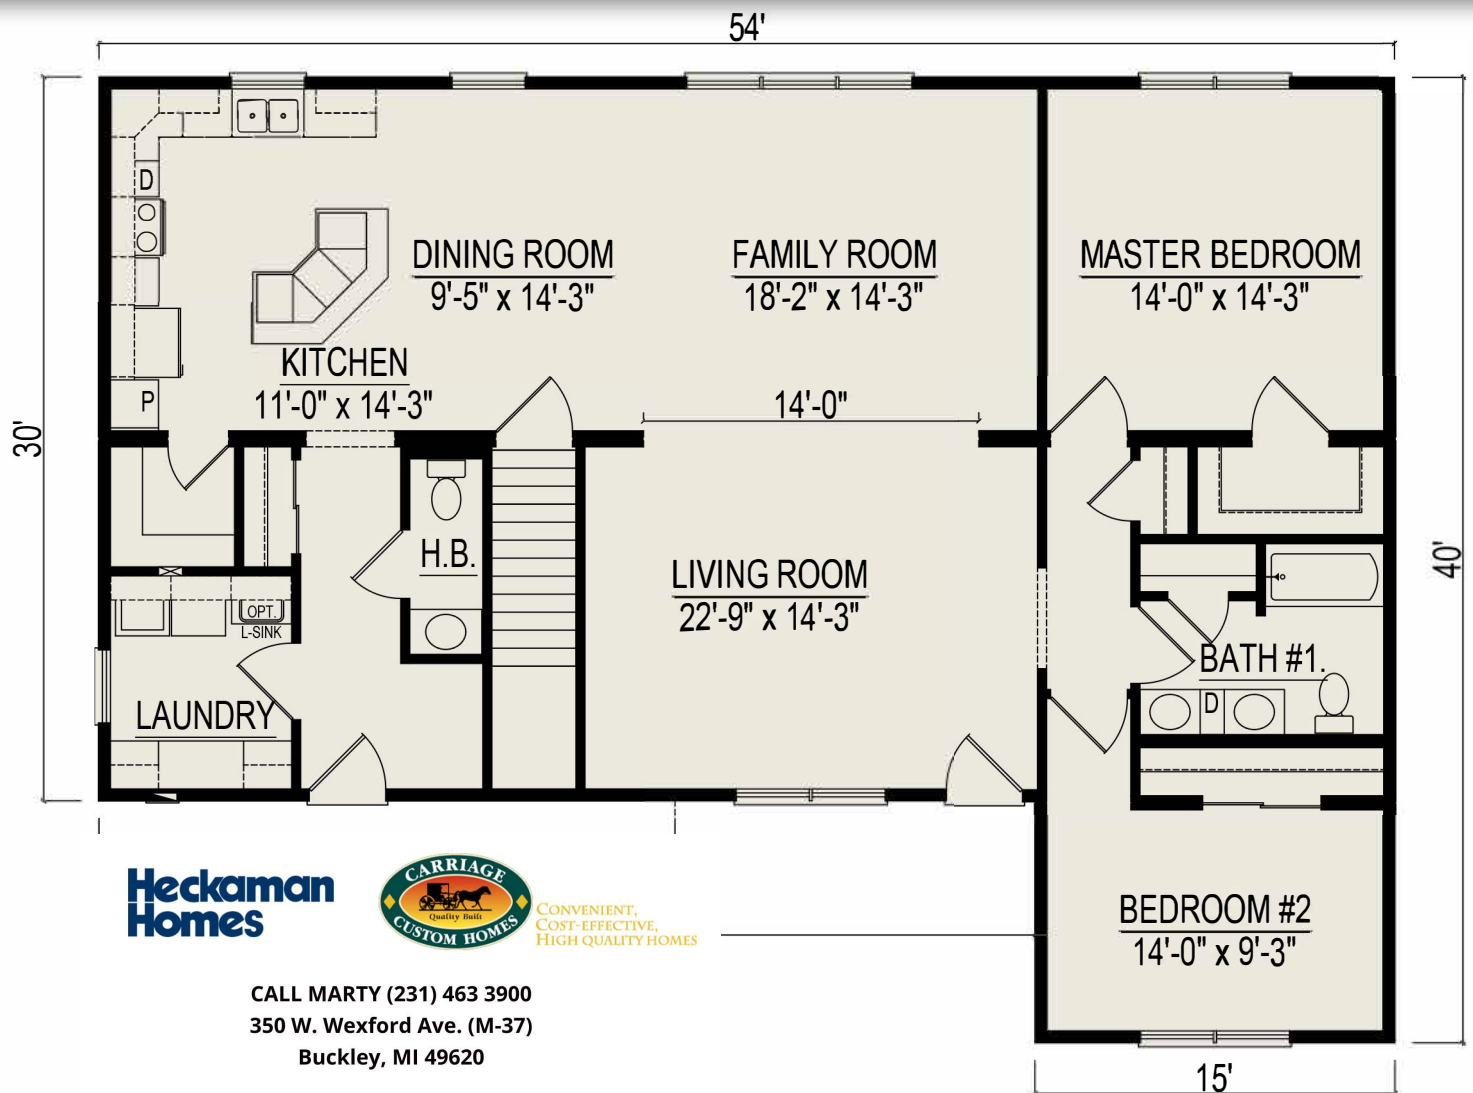 54'
30'
40'
D
P
DINING ROOM
9'-5" x 14'-3"
FAMILY ROOM
18'-2" x 14'-3"
MASTER BEDROOM
14'-0" x 14'-3"
KITCHEN
11'-0" x 14'-3"
14'-0"
H.B.
OPT.
L-SINK
LAUNDRY
LIVING ROOM
22'-9" x 14'-3"
BATH #1.
D
BEDROOM #2
14'-0" x 9'-3"
15'
Heckaman
Homes
CARRIAGE
Quality Built
CUSTOM HOMES
CONVENIENT,
COST-EFFECTIVE,
HIGH QUALITY HOMES
CALL MARTY (231) 463 3900
350 W. Wexford Ave. (M-37)
Buckley, MI 49620